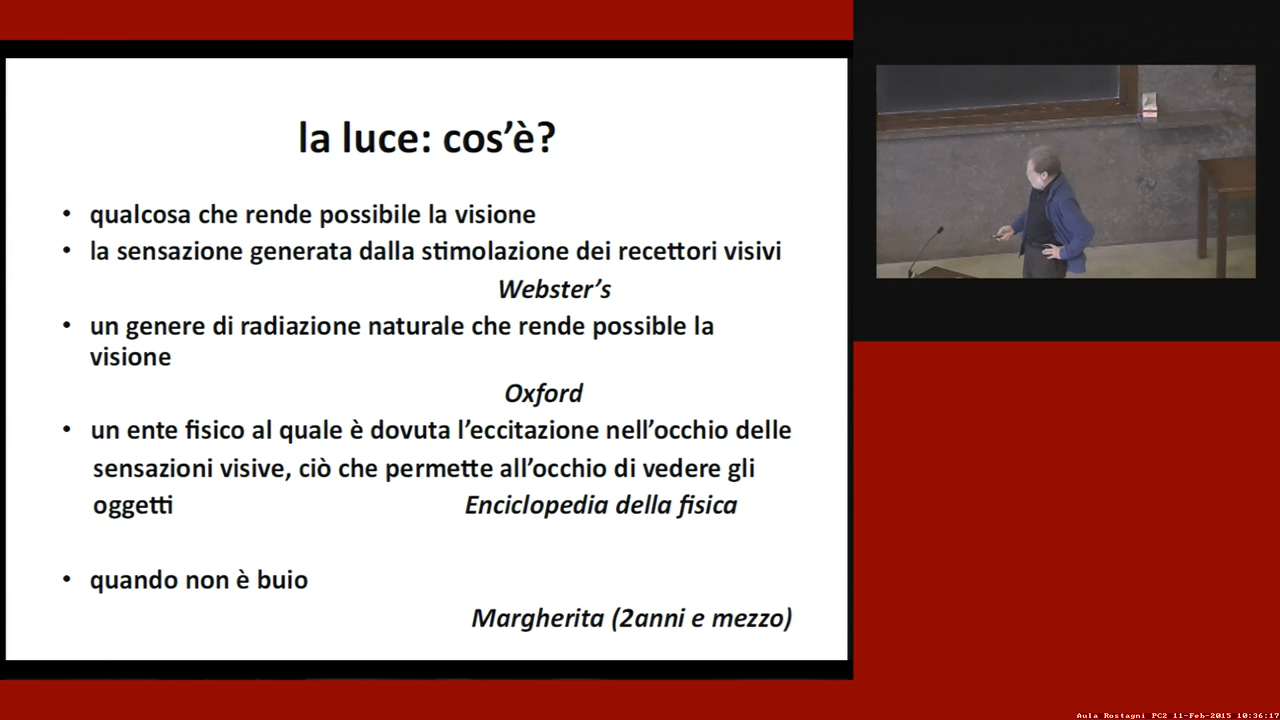 la luce: cos’è?
• qualcosa che rende possibile la visione
• la sensazione generata dalla stimolazione dei recettori visivi
Webster’s
• un genere di radiazione naturale che rende possible la
visione
Oxford
• un ente fisico al quale è dovuta l’eccitazione nell’occhio delle
sensazioni visive, ciò che permette all’occhio di vedere gli
oggetti Enciclopedia della fisica
• quando non è buio
Margherita (2anni e mezzo)
Aula Rostagni PC2 11-Feb-2015 10:36:17